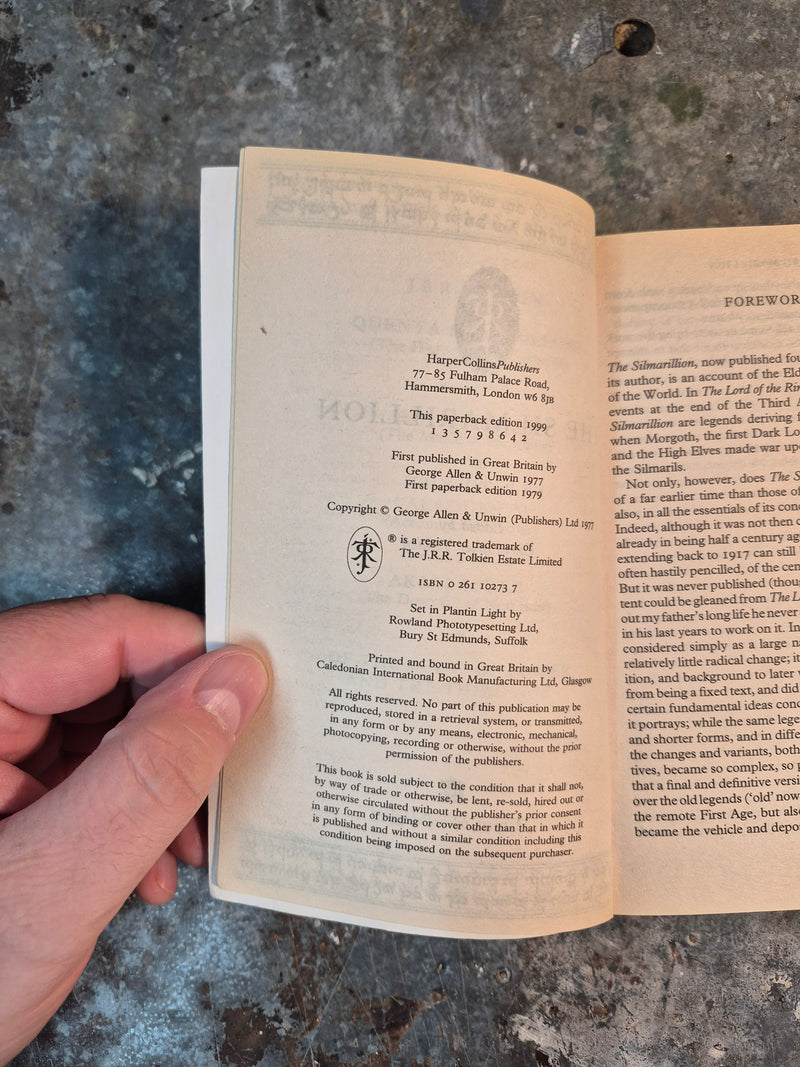 HarperCollinsPublishers
77–85 Fulham Palace Road,
Hammersmith, London W6 8JB
This paperback edition 1999
1 3 5 7 9 8 6 4 2
First published in Great Britain by
George Allen & Unwin 1977
First paperback edition 1979
Copyright © George Allen & Unwin (Publishers) Ltd 1977
® is a registered trademark of
The J.R.R. Tolkien Estate Limited
ISBN 0 261 10273 7
Set in Plantin Light by
Rowland Phototypesetting Ltd,
Bury St Edmunds, Suffolk
Printed and bound in Great Britain by
Caledonian International Book Manufacturing Ltd, Glasgow
All rights reserved. No part of this publication may be
reproduced, stored in a retrieval system, or transmitted,
in any form or by any means, electronic, mechanical,
photocopying, recording or otherwise, without the prior
permission of the publishers.
This book is sold subject to the condition that it shall not,
by way of trade or otherwise, be lent, re-sold, hired out or
otherwise circulated without the publisher's prior consent
in any form of binding or cover other than that in which it
is published and without a similar condition including this
condition being imposed on the subsequent purchaser.
FOREWOR
The Silmarillion, now published fou
its author, is an account of the Eld
of the World. In The Lord of the Rin
events at the end of the Third A
Silmarillion are legends deriving f
when Morgoth, the first Dark Lo
and the High Elves made war upo
the Silmarils.
Not only, however, does The S
of a far earlier time than those of
also, in all the essentials of its conc
Indeed, although it was not then c
already in being half a century ag
extending back to 1917 can still
often hastily pencilled, of the cen
But it was never published (thou
tent could be gleaned from The L
out my father's long life he never
in his last years to work on it. In
considered simply as a large na
relatively little radical change; it
ition, and background to later w
from being a fixed text, and did
certain fundamental ideas conc
it portrays; while the same lege
and shorter forms, and in diffe
the changes and variants, both
tives, became so complex, so p
that a final and definitive versi
over the old legends ('old' now
the remote First Age, but also
became the vehicle and depo